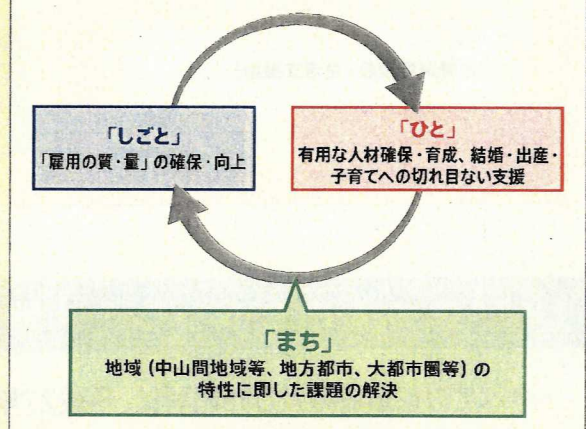 「しごと」
「雇用の質・量」の確保・向上
「ひと」
有用な人材確保・育成、結婚・出産・
子育てへの切れ目ない支援
「まち」
地域（中山間地域等、地方都市、大都市圏等）の
特性に即した課題の解決